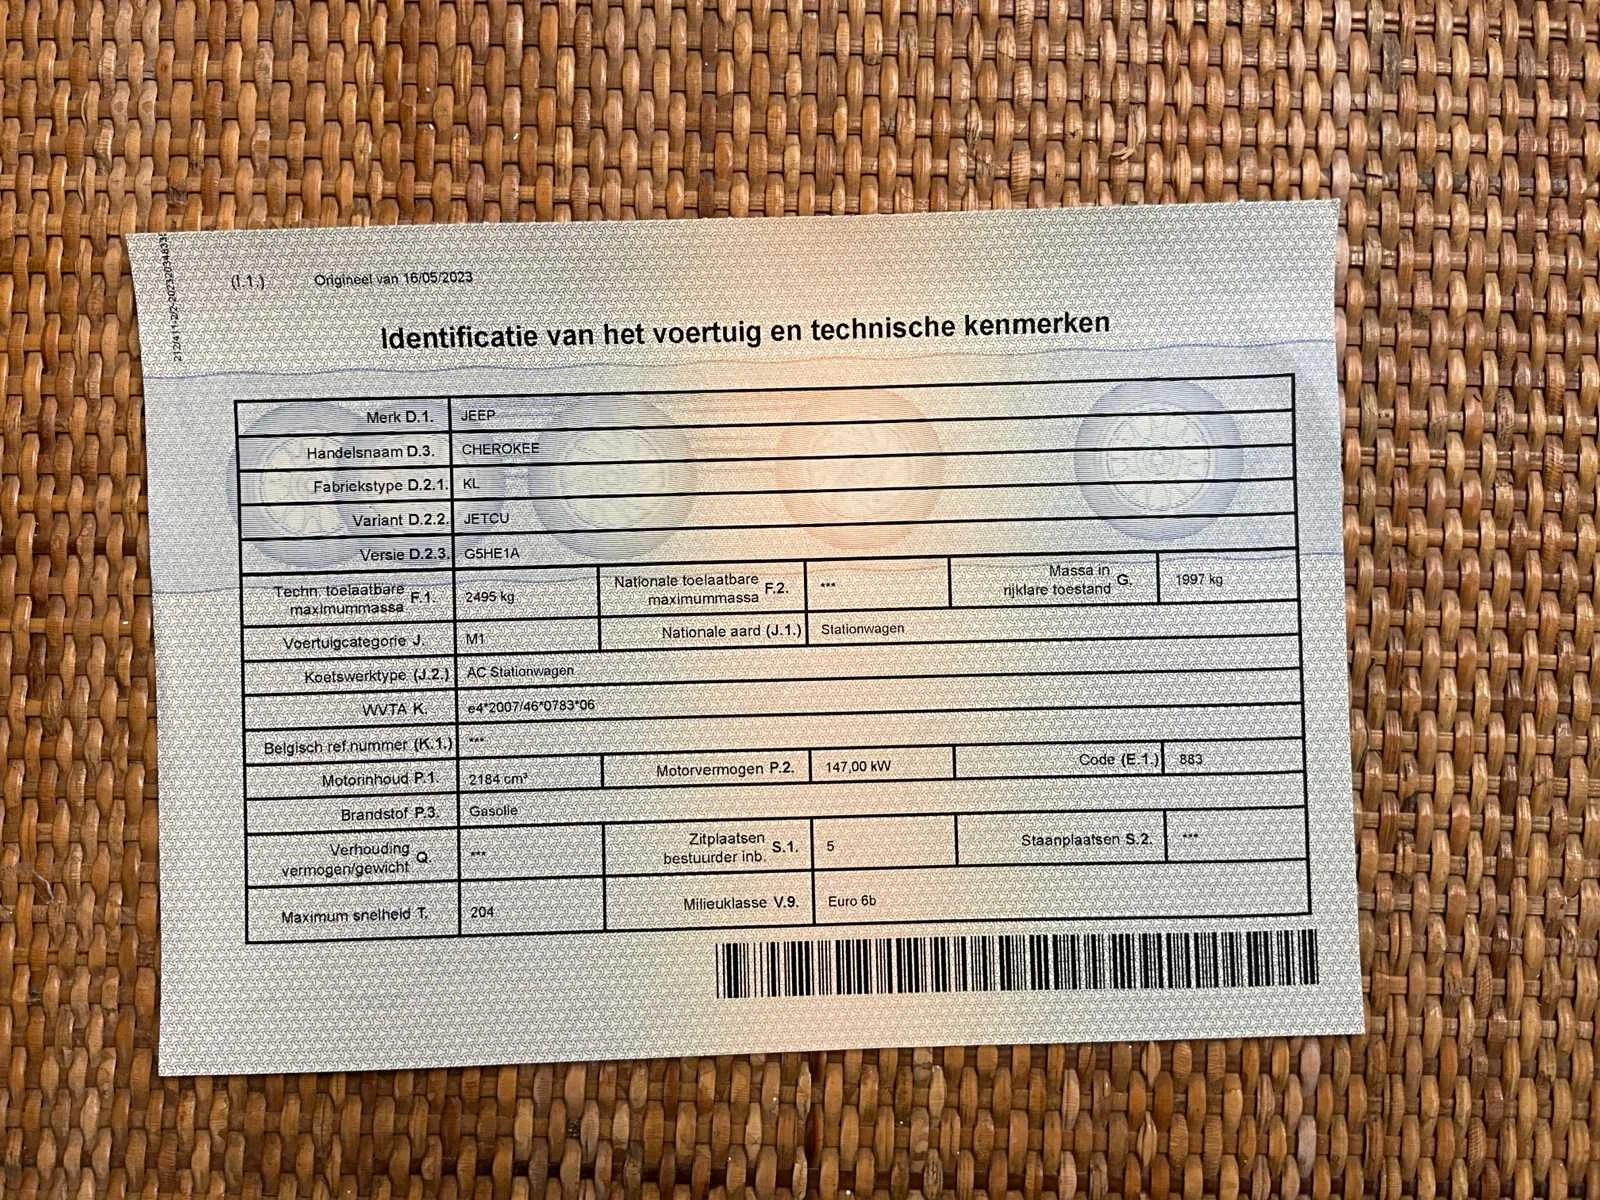 212/411-2/2-20232034833
(I.1.) Origineel van 16/05/2023
Identificatie van het voertuig en technische kenmerken
Merk D.1. JEEP
Handelsnaam D.3. CHEROKEE
Fabriekstype D.2.1. KL
Variant D.2.2. JETCU
Versie D.2.3. G5HE1A
Techn. toelaatbare maximummassa F.1. 2495 kg Nationale toelaatbare maximummassa F.2. *** Massa in rijklare toestand G. 1997 kg
Voertuigcategorie J. M1 Nationale aard (J.1.) Stationwagen
Koetswerktype (J.2.) AC Stationwagen
WVTA K. e4*2007/46*0783*06
Belgisch ref.nummer (K.1.) ***
Motorinhoud P.1. 2184 cm³ Motorvermogen P.2. 147,00 kW Code (E.1.) 883
Brandstof P.3. Gasolie
Verhouding vermogen/gewicht Q. *** Zitplaatsen bestuurder inb. S.1. 5 Staanplaatsen S.2. ***
Maximum snelheid T. 204 Milieuklasse V.9. Euro 6b